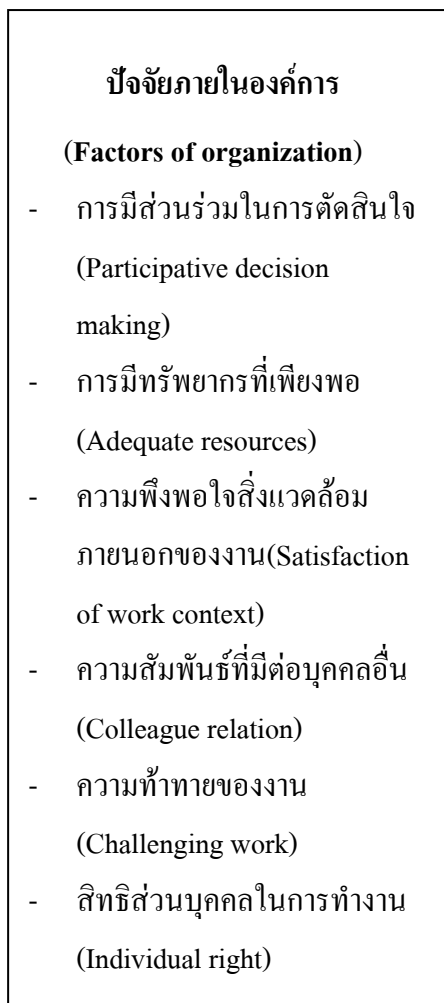 ปัจจัยภายในองค์การ
(Factors of organization)
- การมีส่วนร่วมในการตัดสินใจ
(Participative decision
making)
- การมีทรัพยากรที่เพียงพอ
(Adequate resources)
- ความพึงพอใจสิ่งแวดล้อม
ภายนอกของงาน(Satisfaction
of work context)
- ความสัมพันธ์ที่มีต่อบุคคลอื่น
(Colleague relation)
- ความท้าทายของงาน
(Challenging work)
- สิทธิส่วนบุคคลในการทำงาน
(Individual right)